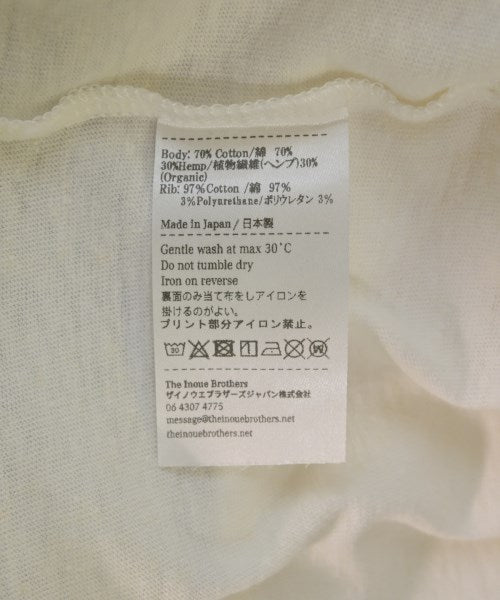 Body: 70% Cotton/綿 70%
30%Hemp/植物繊維(ヘンプ)30%
(Organic)
Rib: 97%Cotton /綿 97%
3%Polyurethane/ポリウレタン 3%
Made in Japan / 日本製
Gentle wash at max 30˚C
Do not tumble dry
Iron on reverse
裏面のみ当て布をしアイロンを
掛けるのがよい。
プリント部分アイロン禁止。
30
The Inoue Brothers
ザイノウエブラザーズジャパン株式会社
06 4307 4775
message@theinouebrothers.net
theinouebrothers.net